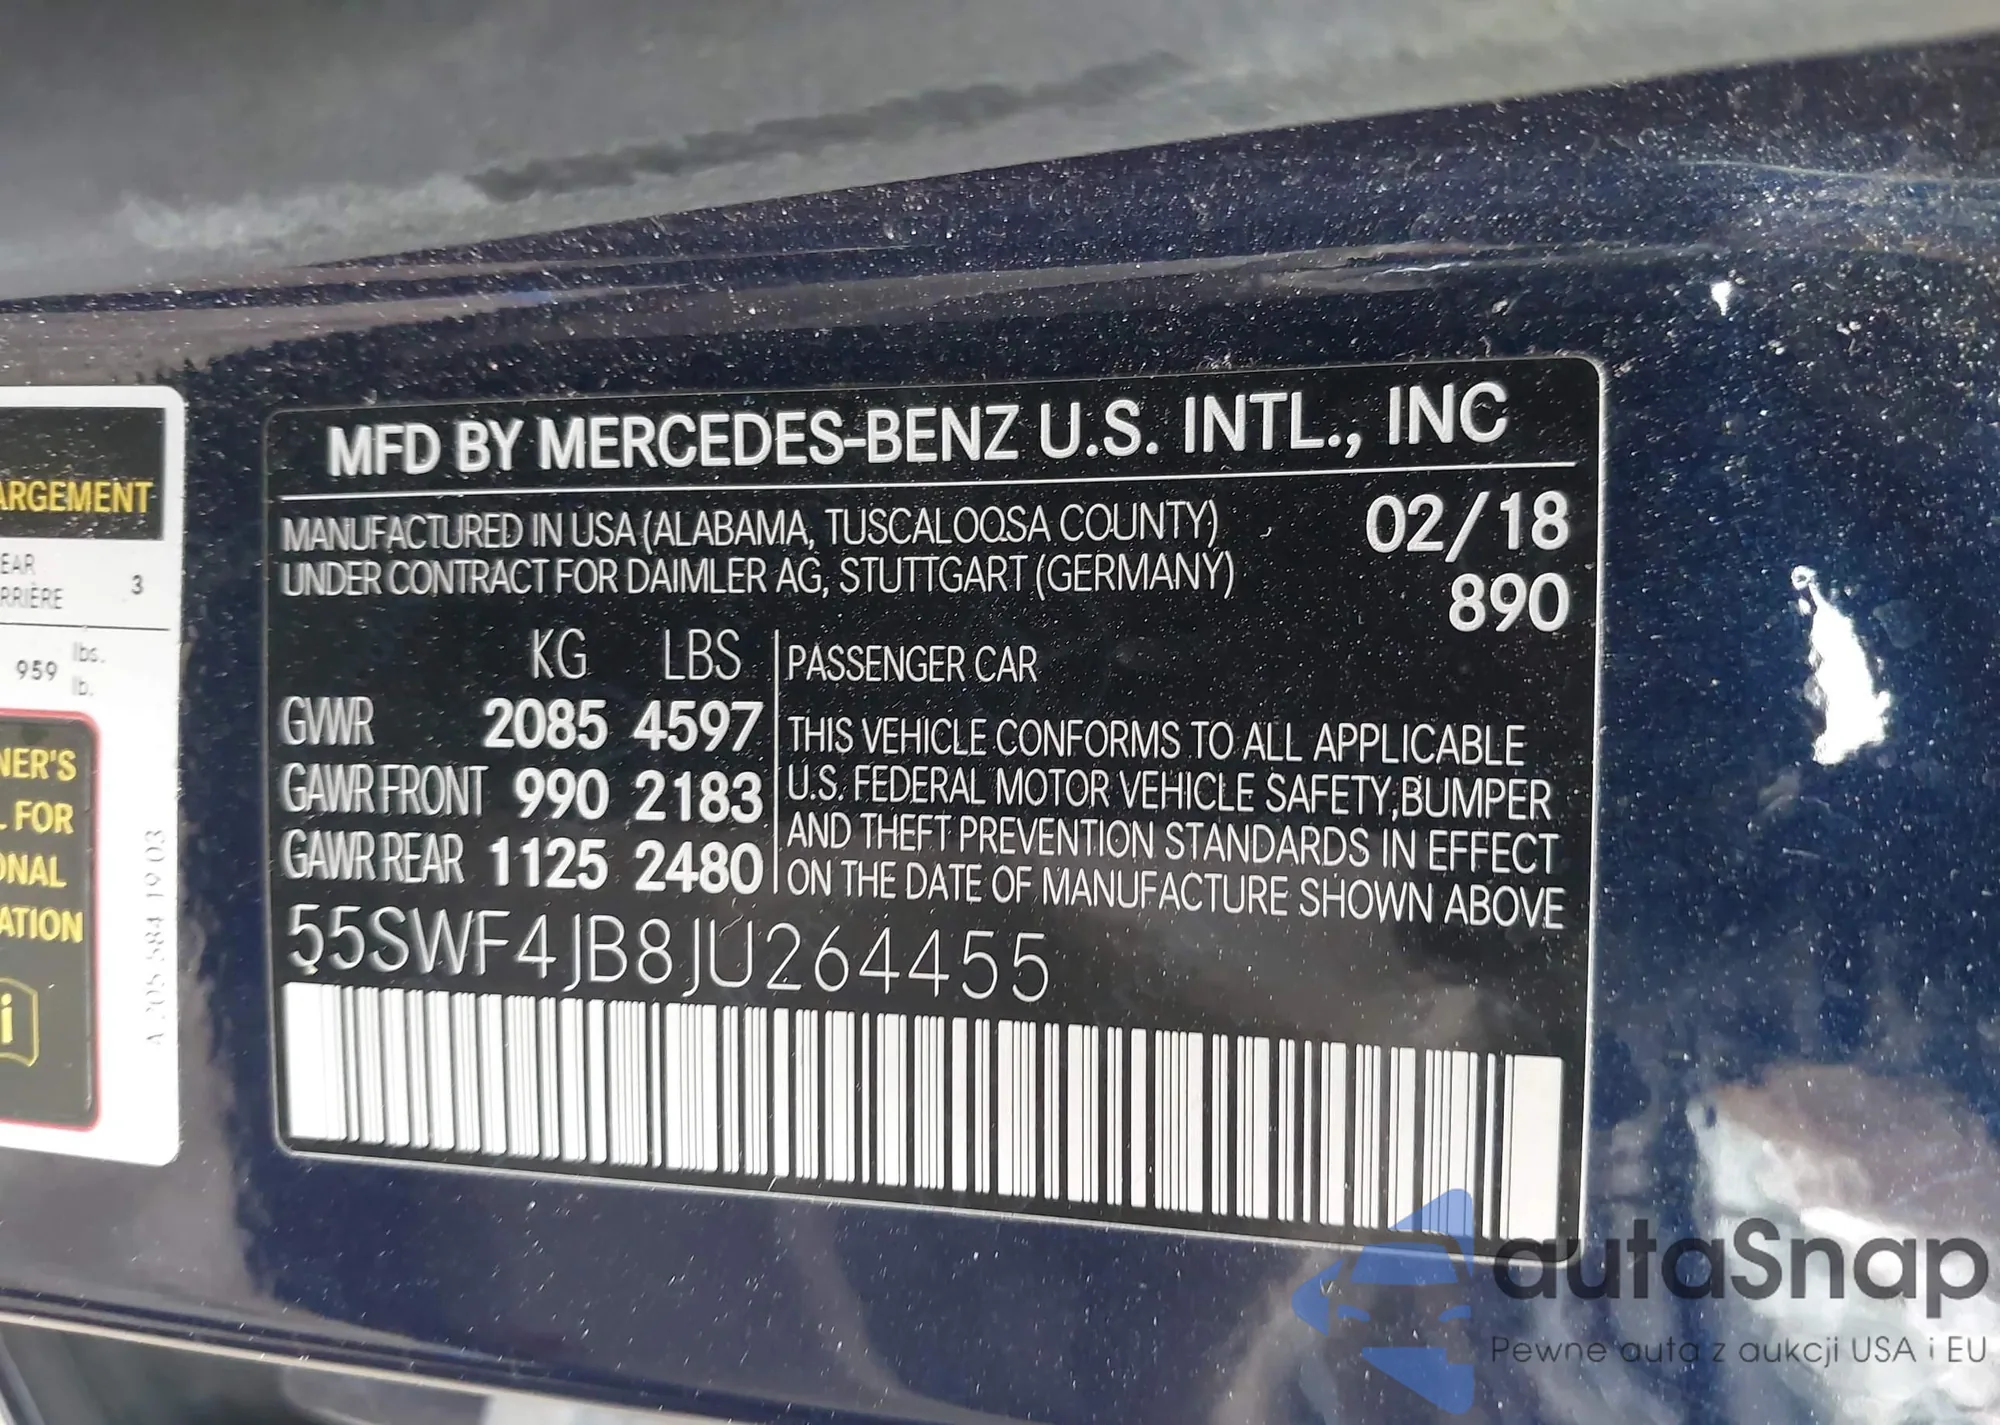 ARGEMENT
EAR
RRIÈRE
3
959
lbs.
lb.
NER'S
L FOR
ONAL
ATION
i
A 205 584 19 03
MFD BY MERCEDES-BENZ U.S. INTL., INC
MANUFACTURED IN USA (ALABAMA, TUSCALOOSA COUNTY)
UNDER CONTRACT FOR DAIMLER AG, STUTTGART (GERMANY)
02/18
890
KG LBS
GVWR 2085 4597
GAWR FRONT 990 2183
GAWR REAR 1125 2480
PASSENGER CAR
THIS VEHICLE CONFORMS TO ALL APPLICABLE
U.S. FEDERAL MOTOR VEHICLE SAFETY, BUMPER
AND THEFT PREVENTION STANDARDS IN EFFECT
ON THE DATE OF MANUFACTURE SHOWN ABOVE
55SWF4JB8JU264455
autaSnap
Pewne auta z aukcji USA i EU